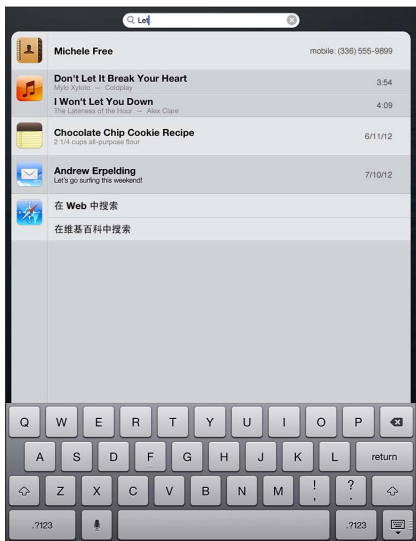 Let
Michele Free mobile: (336) 555-9899
Don't Let It Break Your Heart
Mylo Xyloto — Coldplay 3:54
I Won't Let You Down
The Lateness of the Hour — Alex Clare 4:09
Chocolate Chip Cookie Recipe
2 1/4 cups all-purpose flour 6/11/12
Andrew Erpelding
Let's go surfing this weekend! 7/10/12
在 Web 中搜索
在维基百科中搜索
Q W E R T Y U I O P
A S D F G H J K L return
Z X C V B N M ! , ? .
.?123 .?123